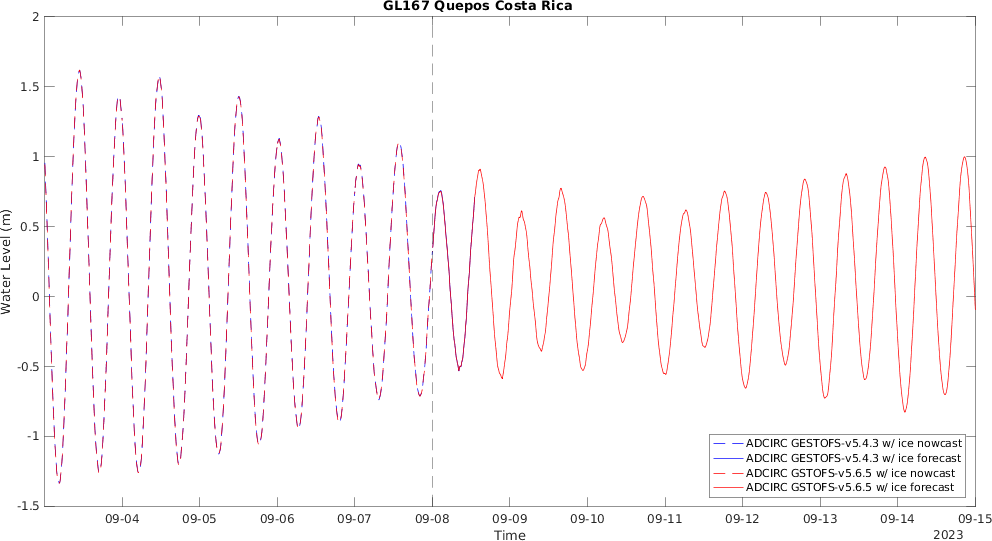 GL167 Quepos Costa Rica
2
1.5
1
0.5
0
-0.5
-1
-1.5
Water Level (m)
ADCIRC GESTOFS-v5.4.3 w/ ice nowcast
ADCIRC GESTOFS-v5.4.3 w/ ice forecast
ADCIRC GSTOFS-v5.6.5 w/ ice nowcast
ADCIRC GSTOFS-v5.6.5 w/ ice forecast
09-04 09-05 09-06 09-07 09-08 09-09 09-10 09-11 09-12 09-13 09-14 09-15
Time
2023